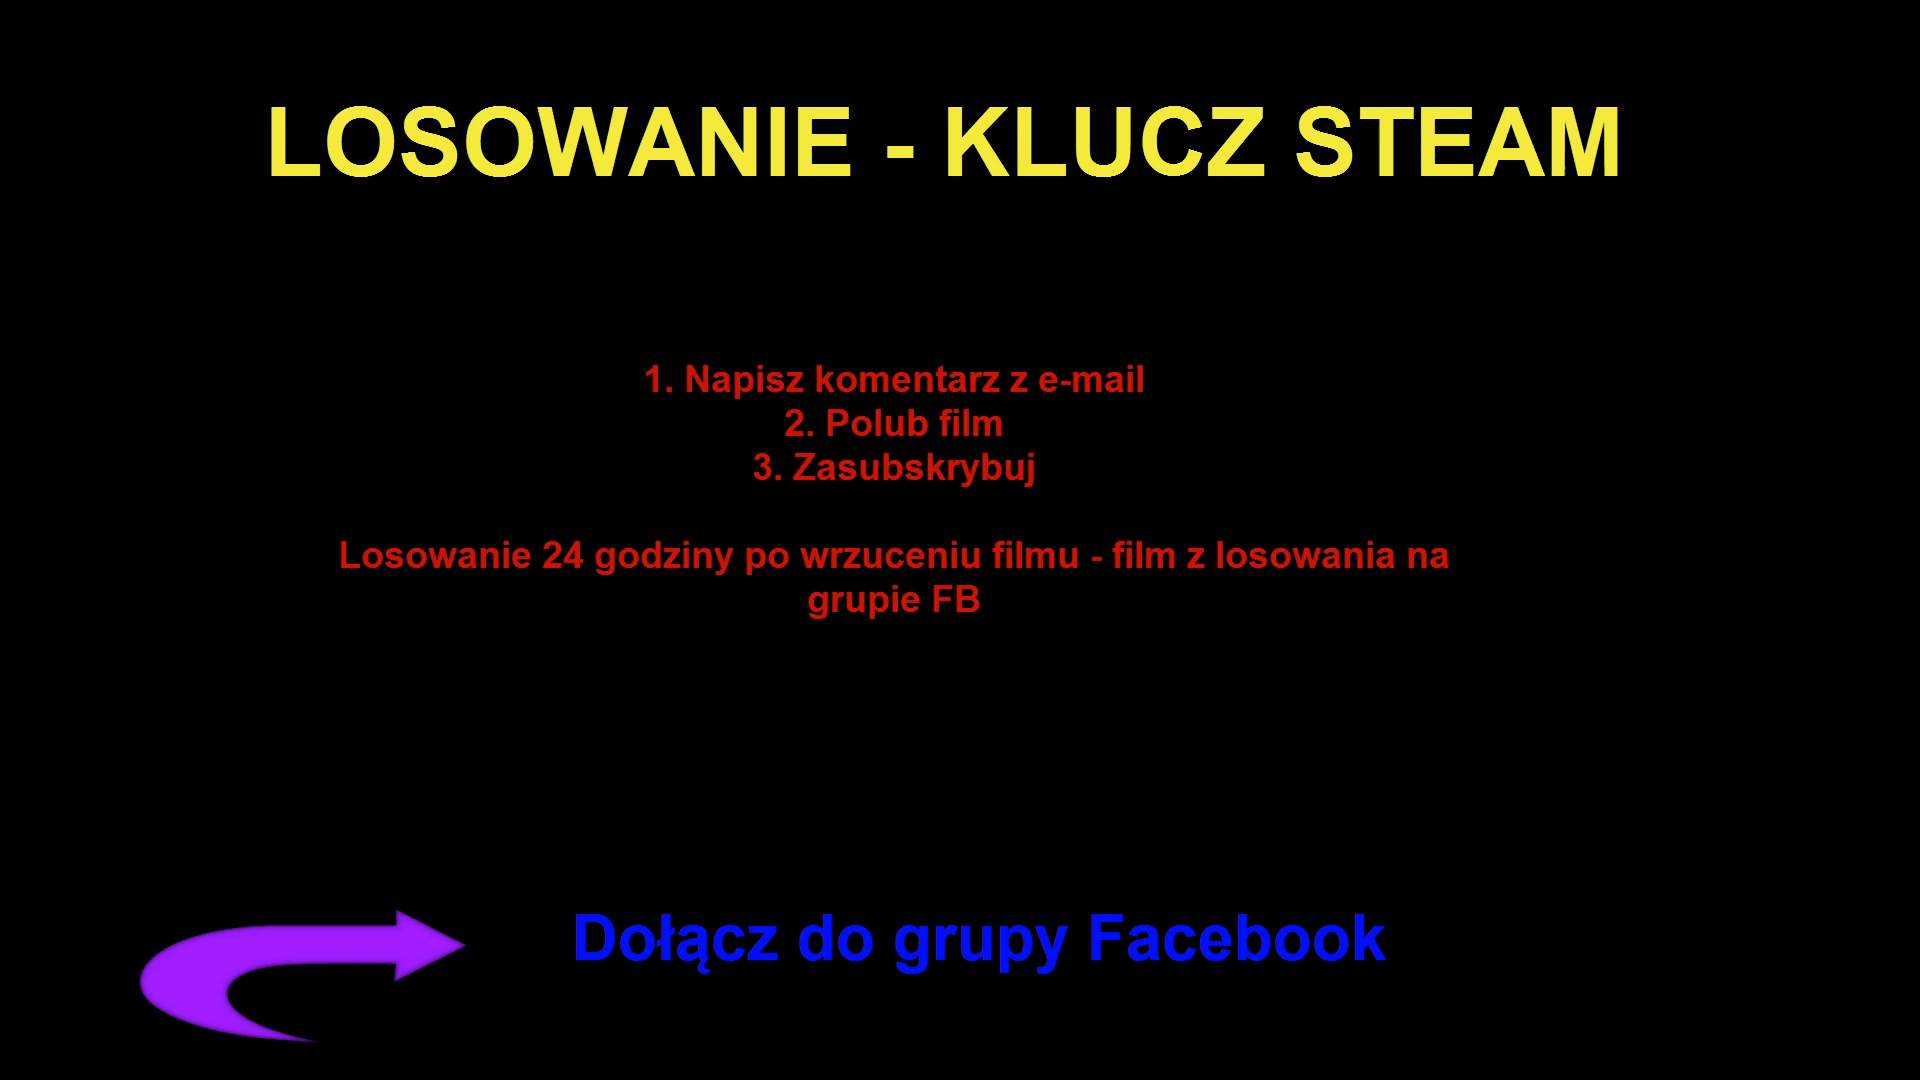 LOSOWANIE - KLUCZ STEAM
1. Napisz komentarz z e-mail
2. Polub film
3. Zasubskrybuj
Losowanie 24 godziny po wrzuceniu filmu - film z losowania na
grupie FB
Dołącz do grupy Facebook